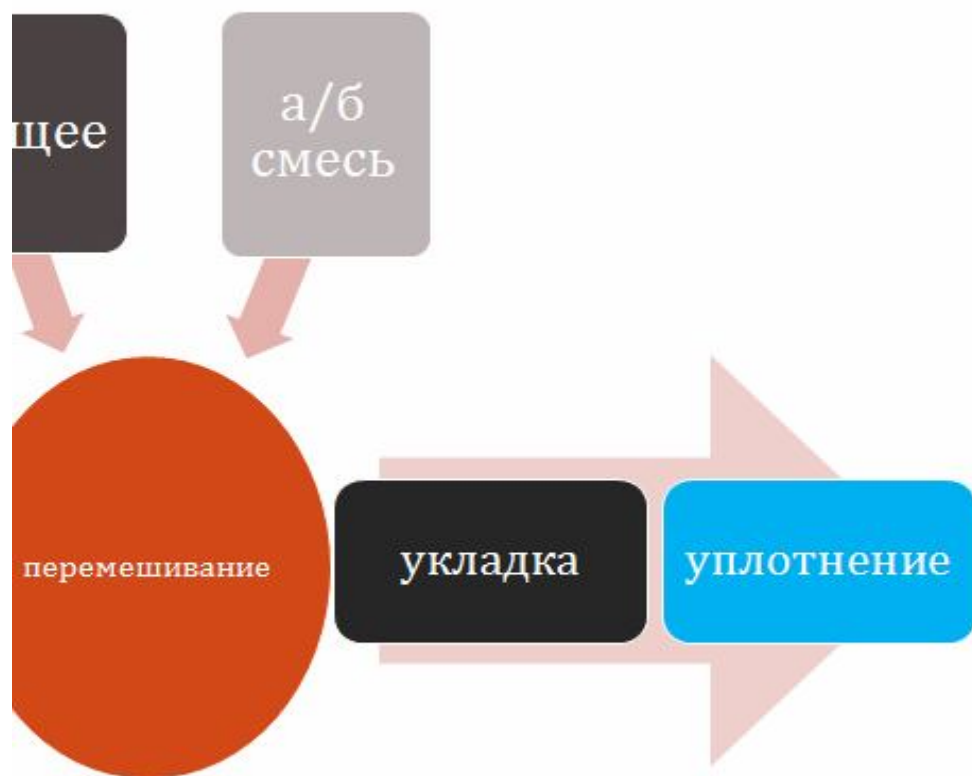 щее
а/б
смесь
перемешивание
укладка
уплотнение